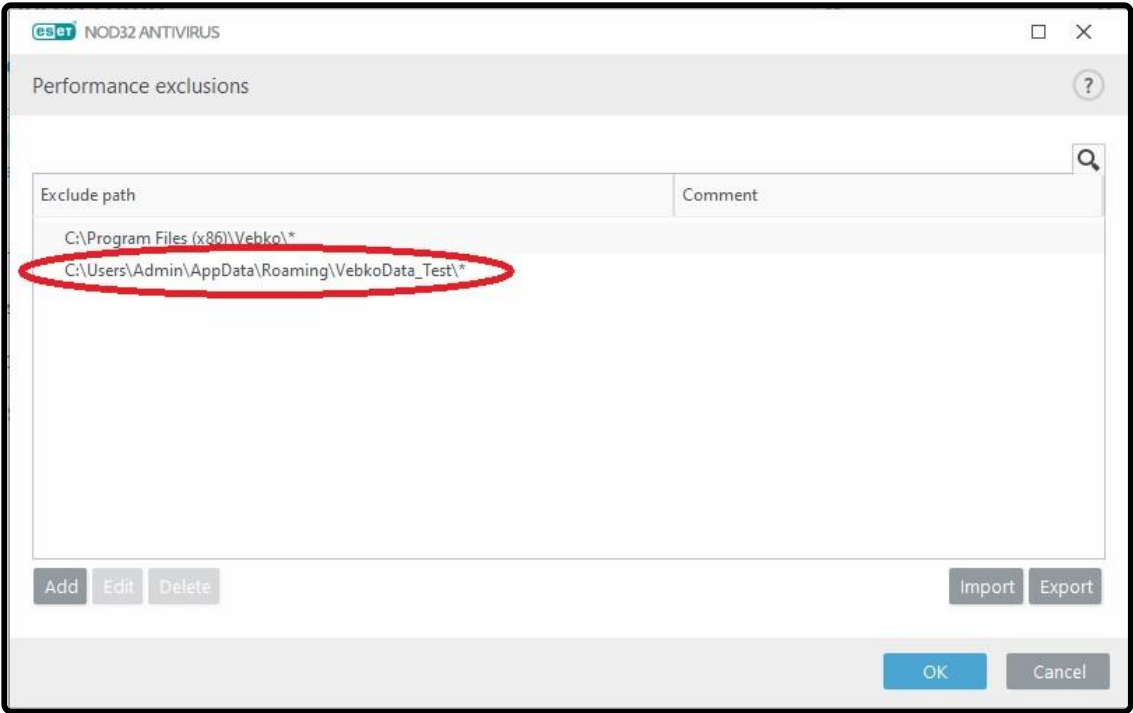 eset NOD32 ANTIVIRUS
Performance exclusions ?
Exclude path Comment
C:\Program Files (x86)\Vebko\*
C:\Users\Admin\AppData\Roaming\VebkoData_Test\*
Add Edit Delete Import Export
OK Cancel